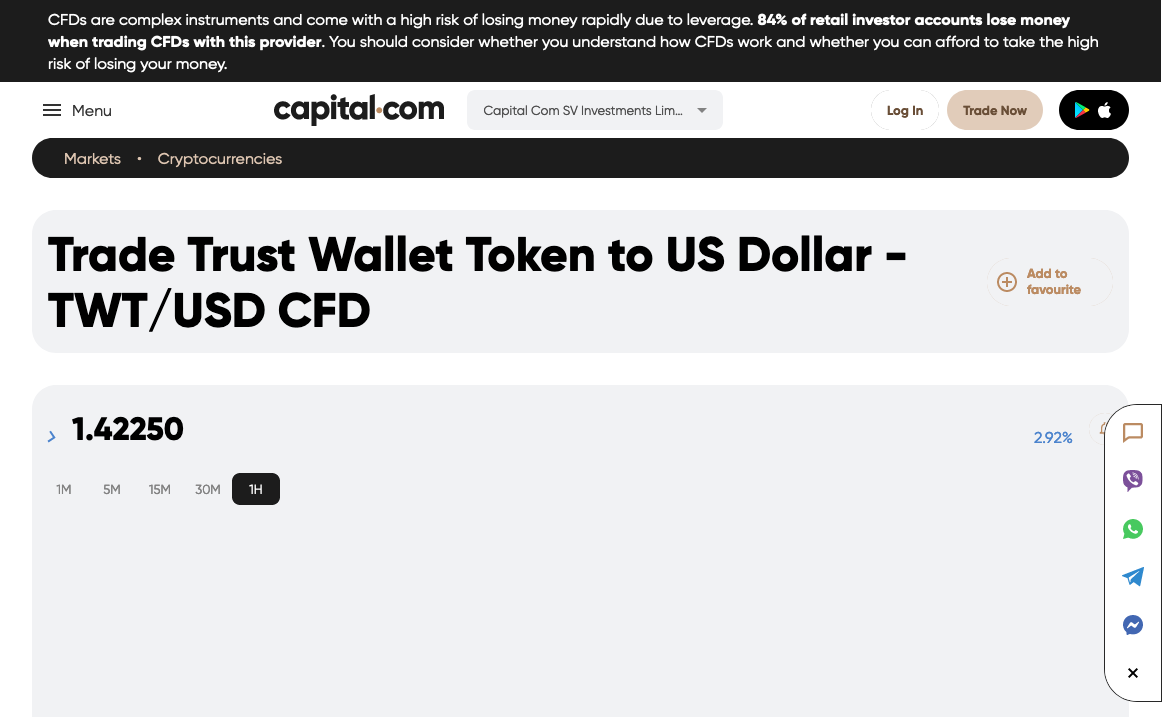 CFDs are complex instruments and come with a high risk of losing money rapidly due to leverage. 84% of retail investor accounts lose money
when trading CFDs with this provider. You should consider whether you understand how CFDs work and whether you can afford to take the high
risk of losing your money.
Menu
capital.com
Capital Com SV Investments Lim...
Log In
Trade Now
Markets • Cryptocurrencies
Trade Trust Wallet Token to US Dollar -
TWT/USD CFD
Add to
favourite
1.42250
2.92%
1M 5M 15M 30M 1H